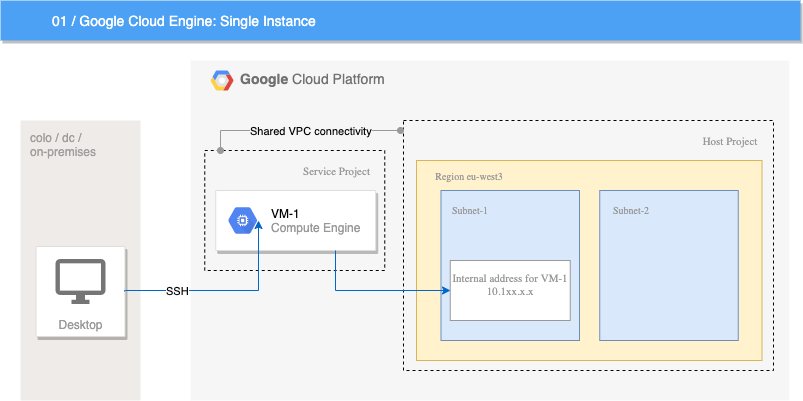 01 / Google Cloud Engine: Single Instance
Google Cloud Platform
colo / dc /
on-premises
Shared VPC connectivity
Host Project
Service Project
Region eu-west3
VM-1
Compute Engine
Subnet-1
Subnet-2
Internal address for VM-1
10.1xx.x.x
SSH
Desktop